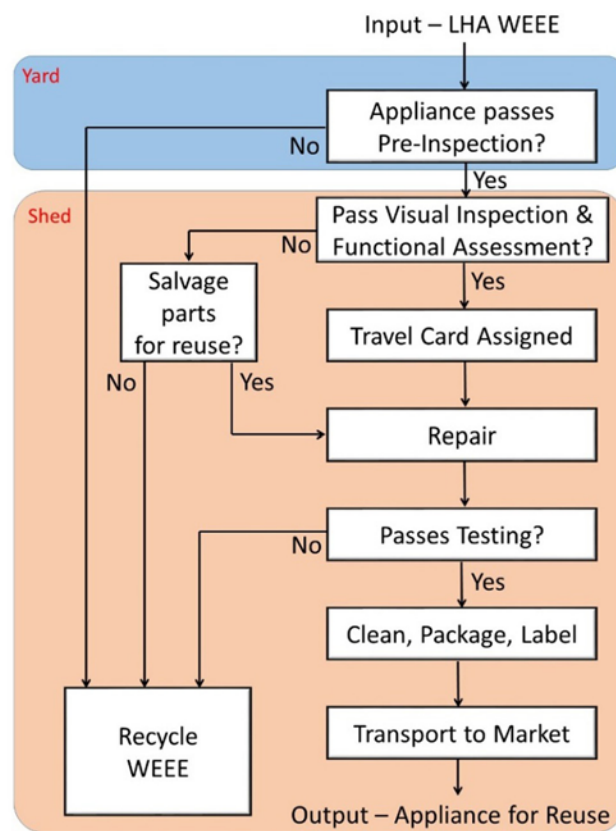 Input – LHA WEEE
Yard
Appliance passes
Pre-Inspection?
No
Yes
Shed
Pass Visual Inspection &
Functional Assessment?
No
Yes
Salvage
parts
for reuse?
Travel Card Assigned
No
Yes
Repair
Passes Testing?
No
Yes
Clean, Package, Label
Recycle
WEEE
Transport to Market
Output – Appliance for Reuse